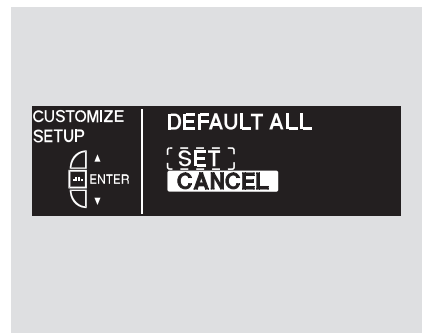 CUSTOMIZE
SETUP
ENTER
DEFAULT ALL
SET
CANCEL